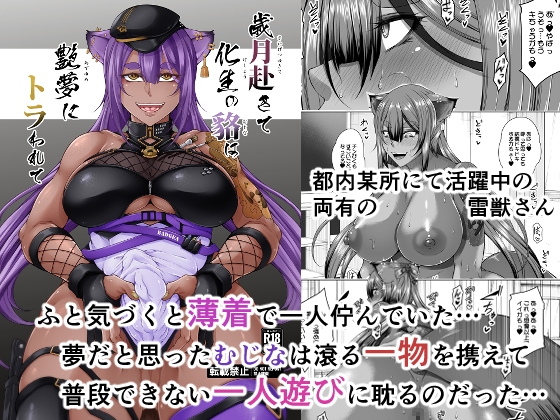 歳月赴きて
化生の貉は
艶夢に
トラわれて
RAUKA
R18
転載禁止
都内某所にて活躍中の
両有の 雷獣さん
ふと気づくと薄着で一人佇んでいた…
夢だと思ったむじなは滾る一物を携えて
普段できない一人遊びに耽るのだった…